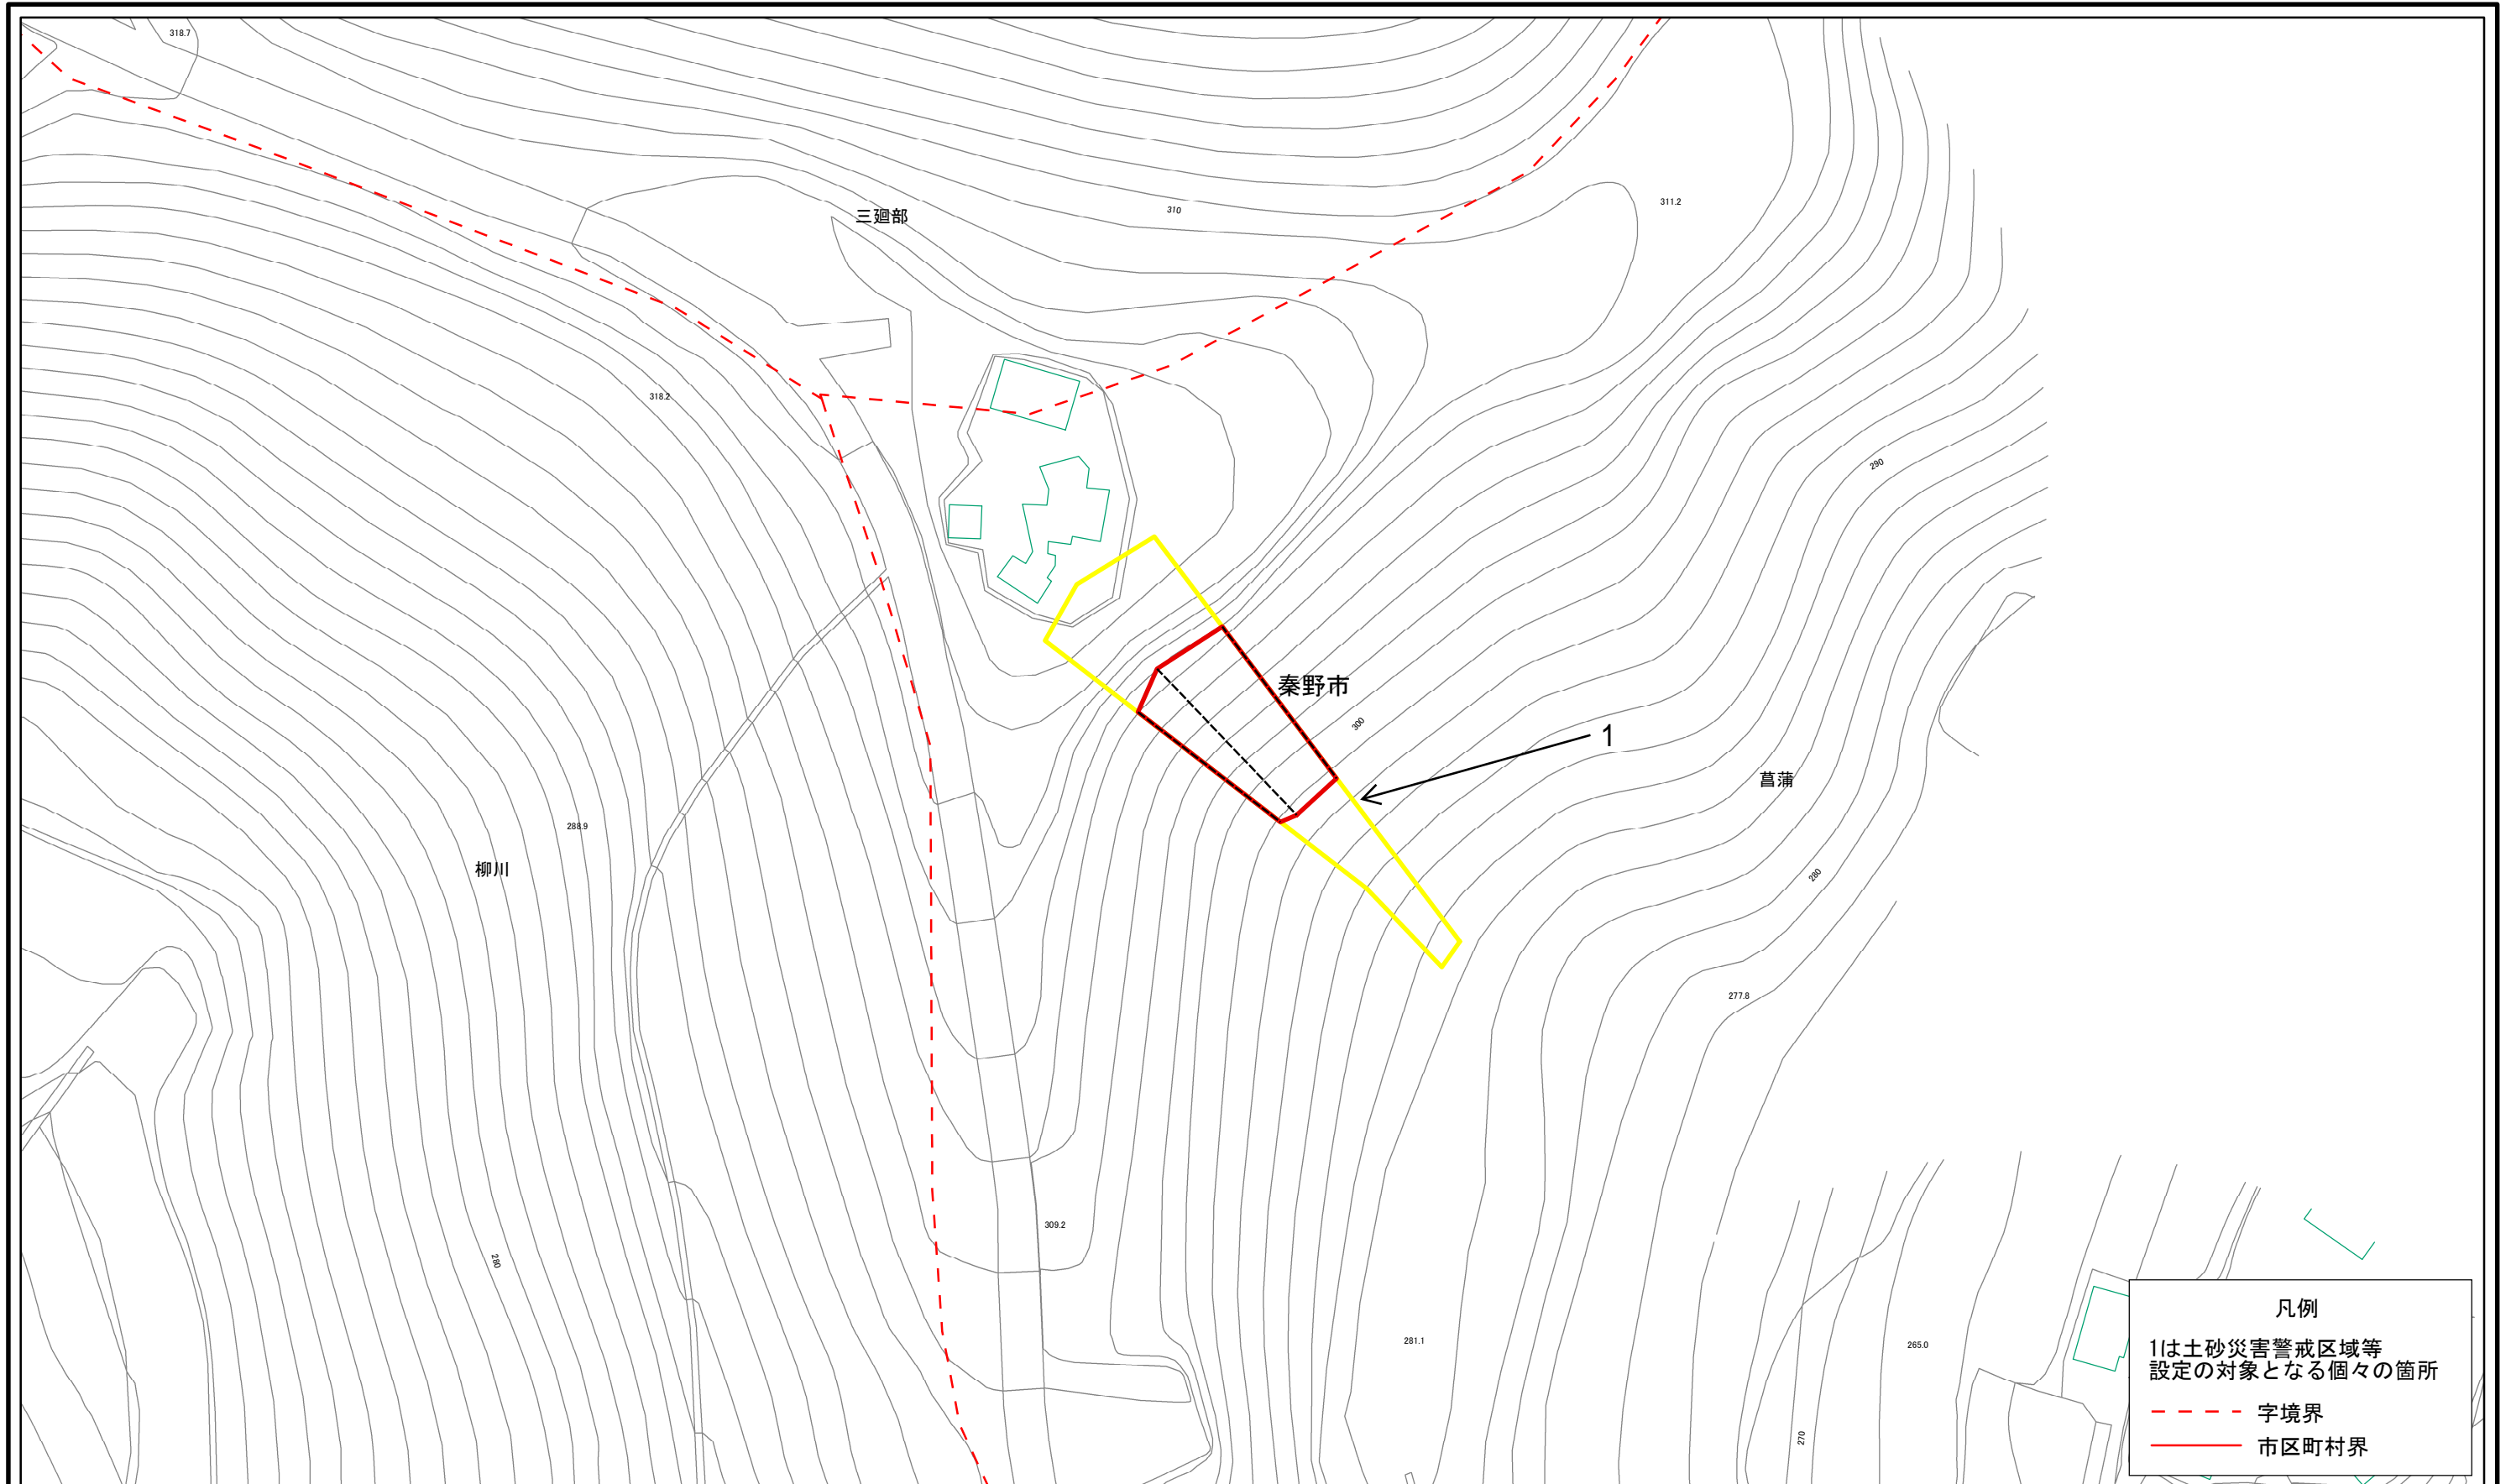 318.7
三廻部
310
311.2
318.2
290
秦野市
300
1
菖蒲
288.9
柳川
280
277.8
309.2
280
281.1
265.0
270
凡例
1は土砂災害警戒区域等
設定の対象となる個々の箇所
字境界
市区町村界